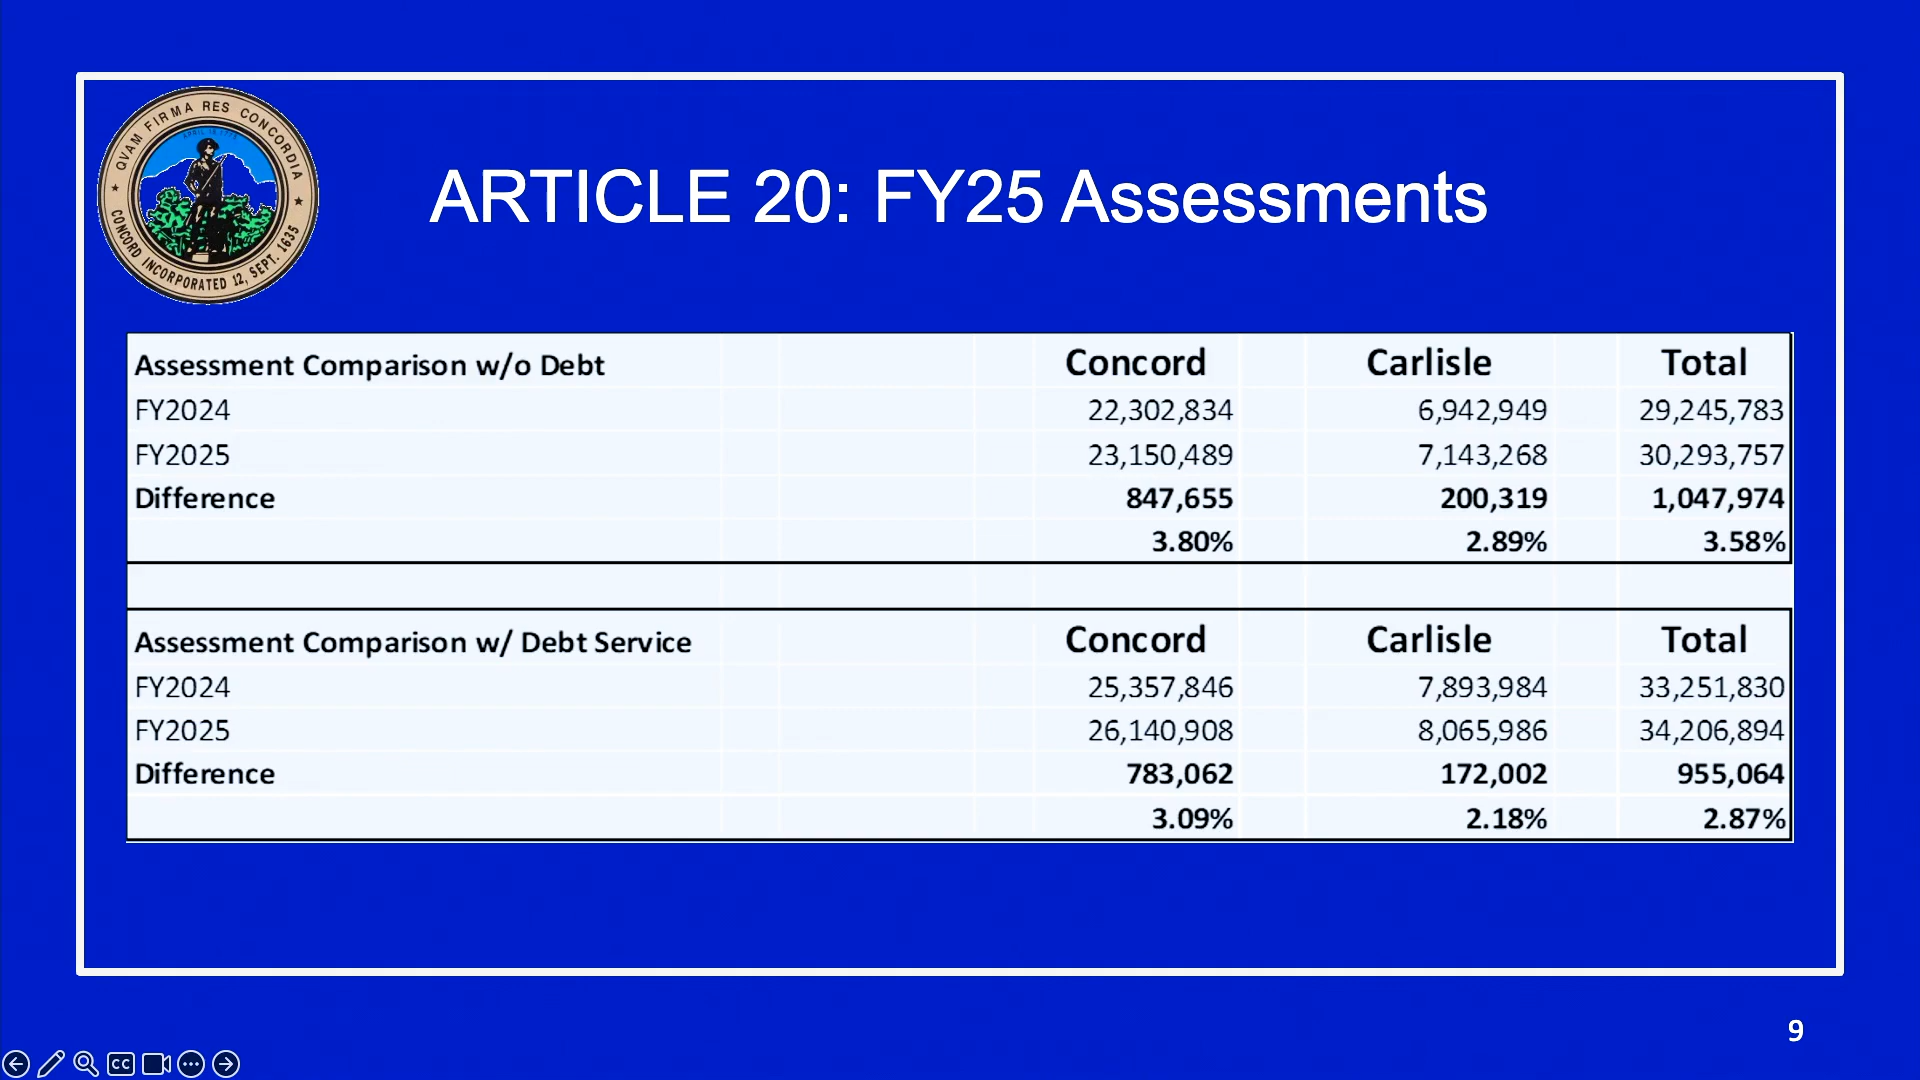 QVAM FIRMA RES CONCORDIA
CONCORD INCORPORATED 12, SEPT. 1635
ARTICLE 20: FY25 Assessments
Assessment Comparison w/o Debt Concord Carlisle Total
FY2024 22,302,834 6,942,949 29,245,783
FY2025 23,150,489 7,143,268 30,293,757
Difference 847,655 200,319 1,047,974
3.80% 2.89% 3.58%
Assessment Comparison w/ Debt Service Concord Carlisle Total
FY2024 25,357,846 7,893,984 33,251,830
FY2025 26,140,908 8,065,986 34,206,894
Difference 783,062 172,002 955,064
3.09% 2.18% 2.87%
9
CC